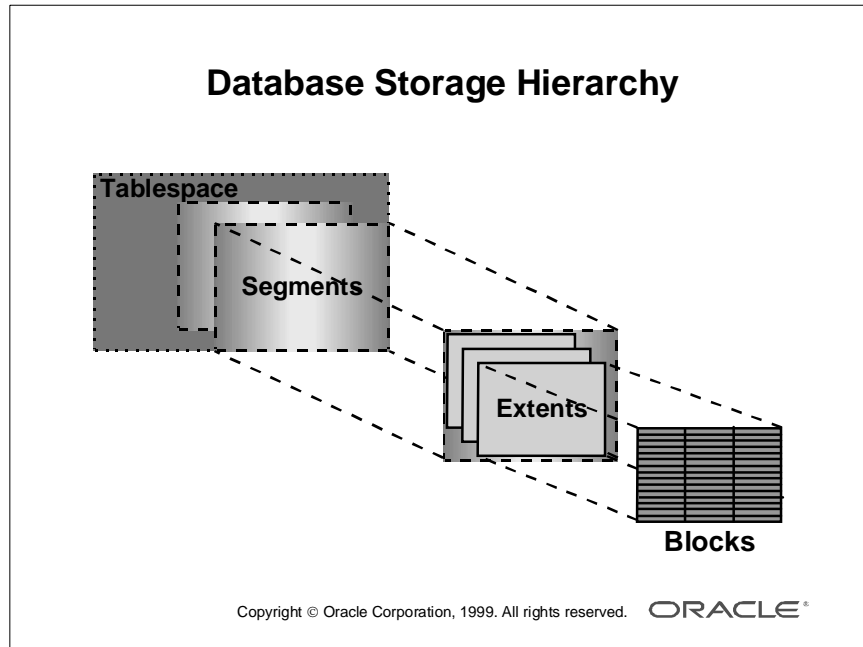 Database Storage Hierarchy
Tablespace
Segments
Extents
Blocks
Copyright © Oracle Corporation, 1999. All rights reserved. ORACLE®